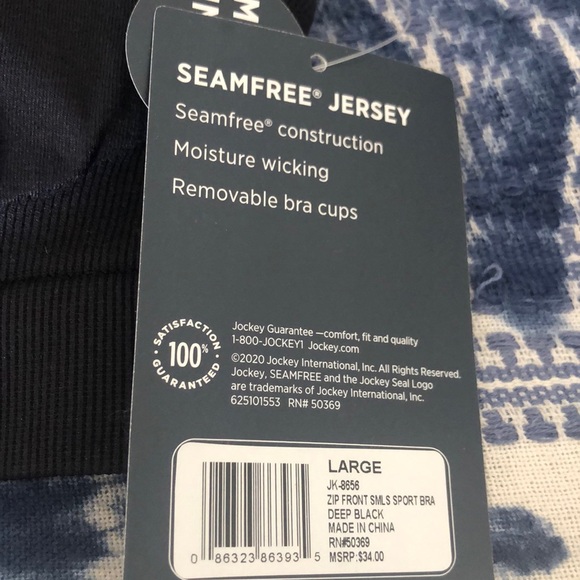 M
IN
SEAMFREE® JERSEY
Seamfree® construction
Moisture wicking
Removable bra cups
SATISFACTION
100%
GUARANTEED
Jockey Guarantee —comfort, fit and quality
1-800-JOCKEY1 Jockey.com
©2020 Jockey International, Inc. All Rights Reserved.
Jockey, SEAMFREE and the Jockey Seal Logo
are trademarks of Jockey International, Inc.
625101553 RN# 50369
LARGE
JK-8656
ZIP FRONT SMLS SPORT BRA
DEEP BLACK
MADE IN CHINA
RN#50369
MSRP:$34.00
0 86323 86393 5